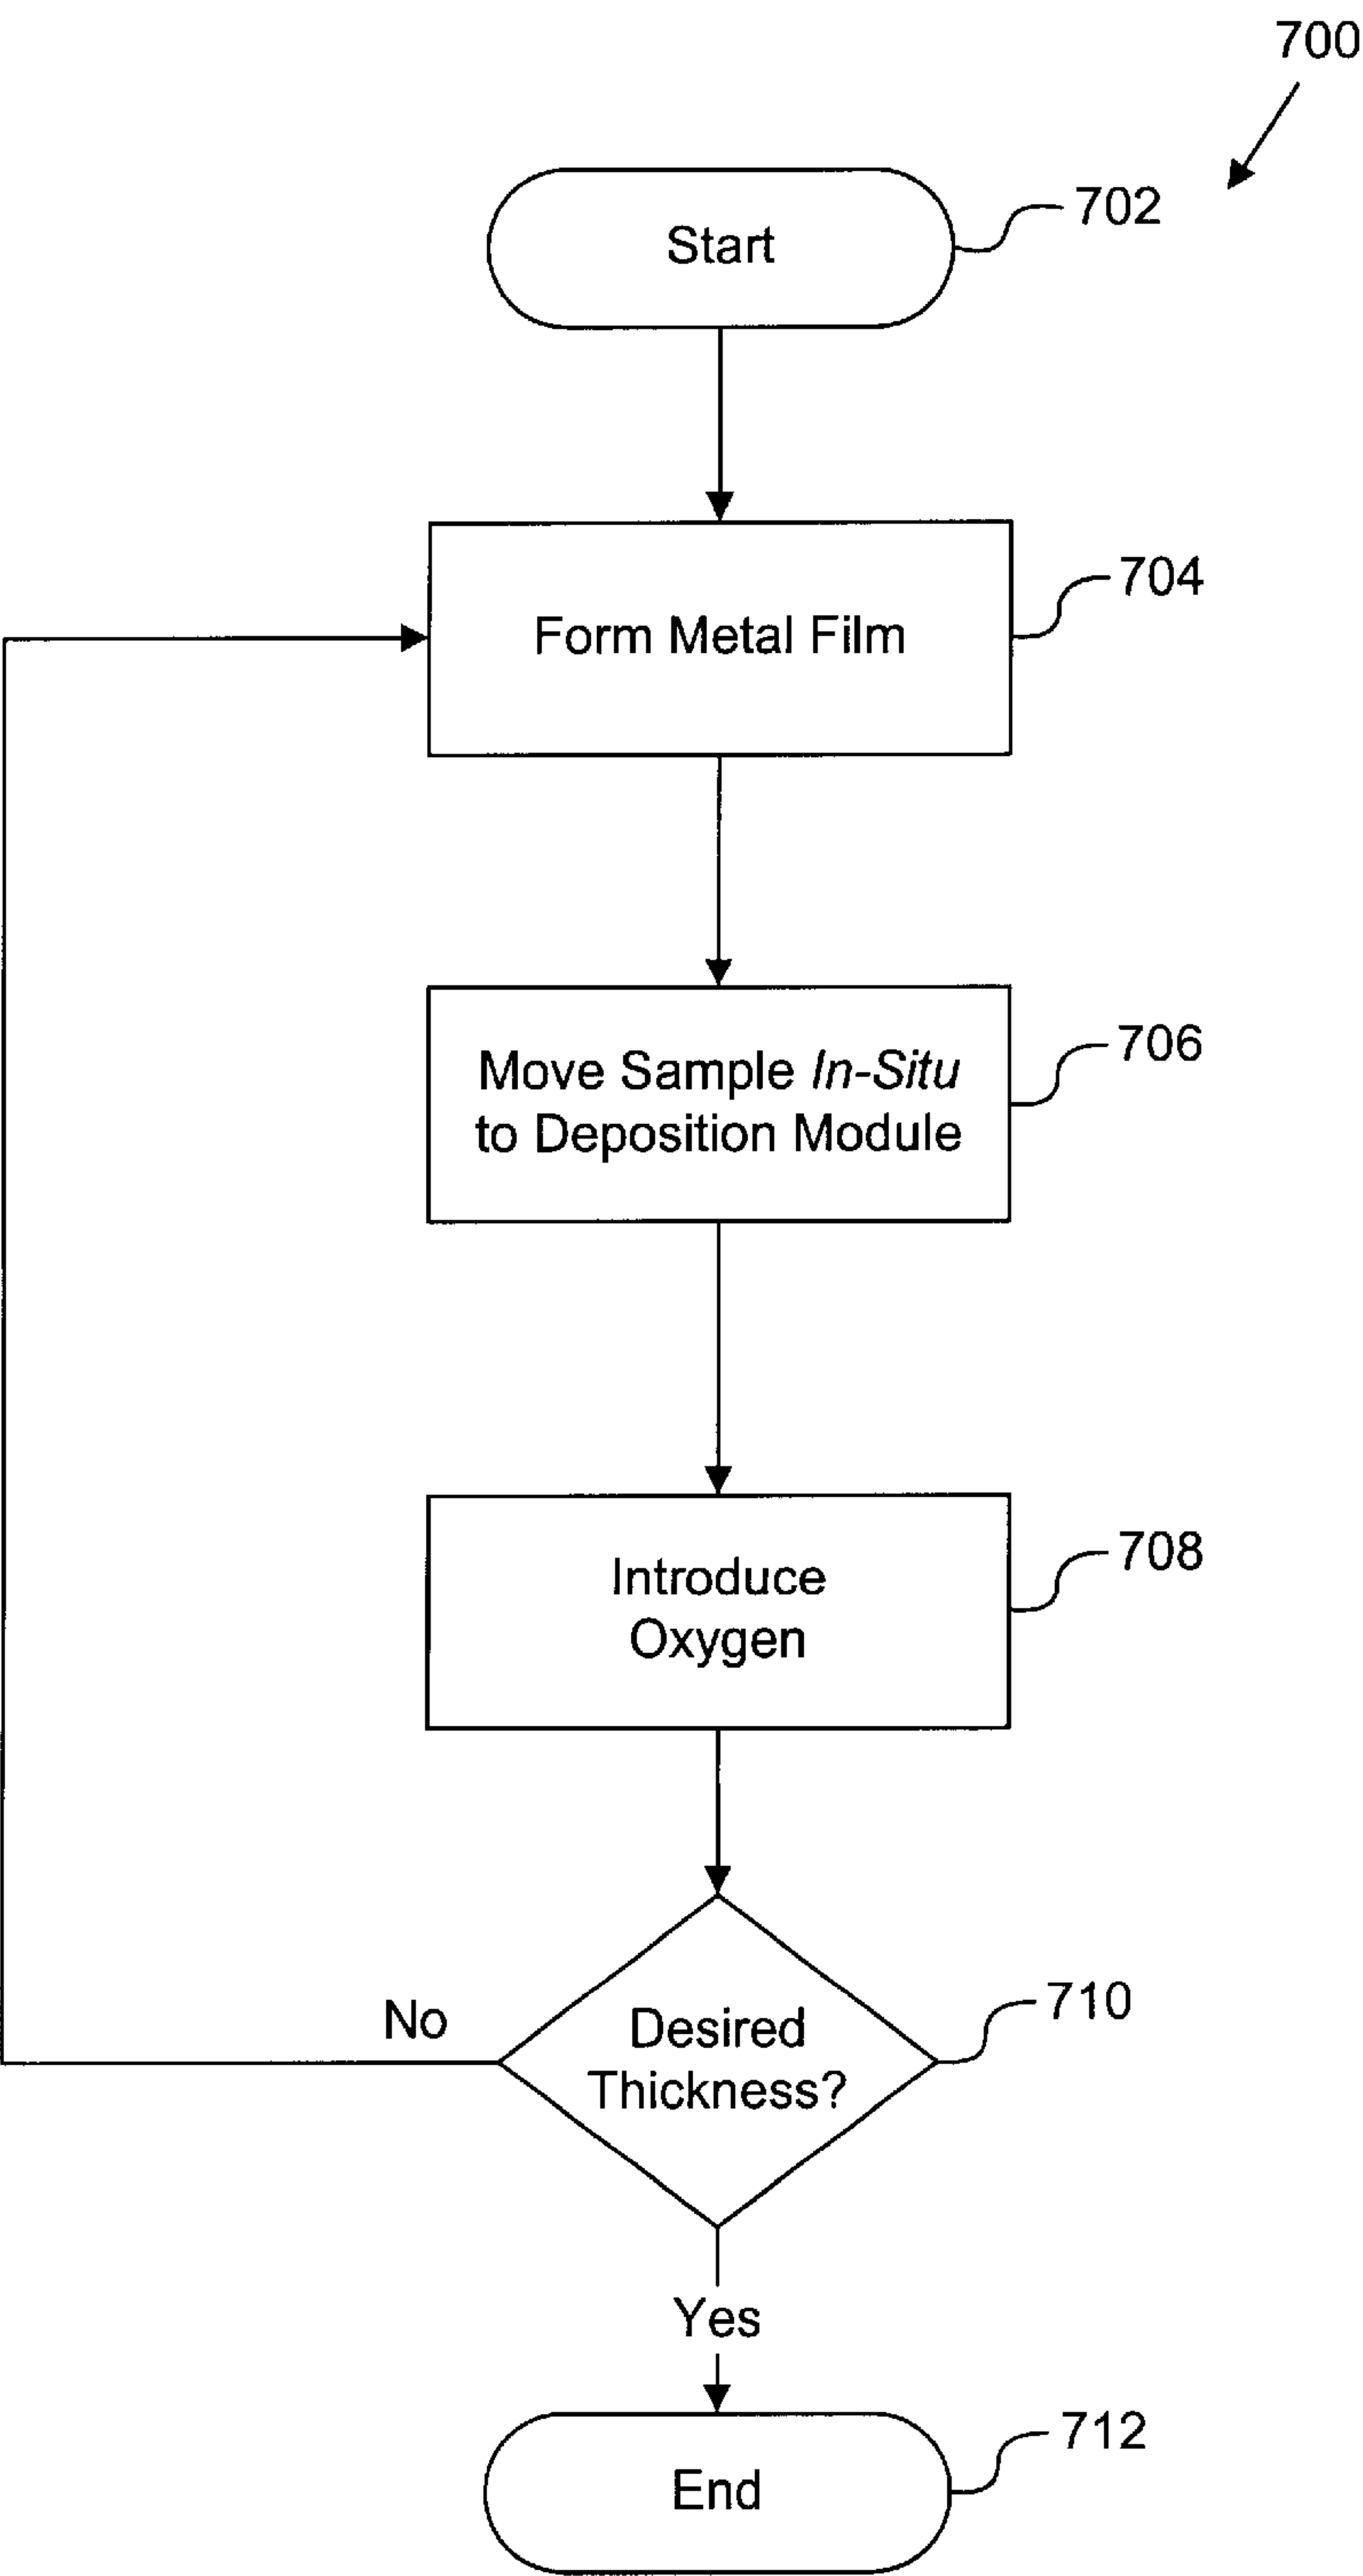 700
702
Start
704
Form Metal Film
706
Move Sample In-Situ
to Deposition Module
708
Introduce
Oxygen
710
No
Desired
Thickness?
Yes
712
End